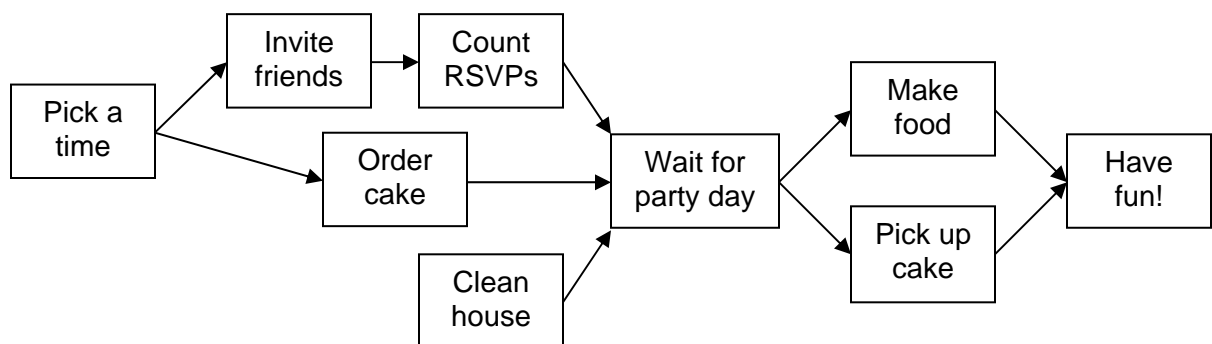 Pick a
time
Invite
friends
Count
RSVPs
Order
cake
Clean
house
Wait for
party day
Make
food
Pick up
cake
Have
fun!